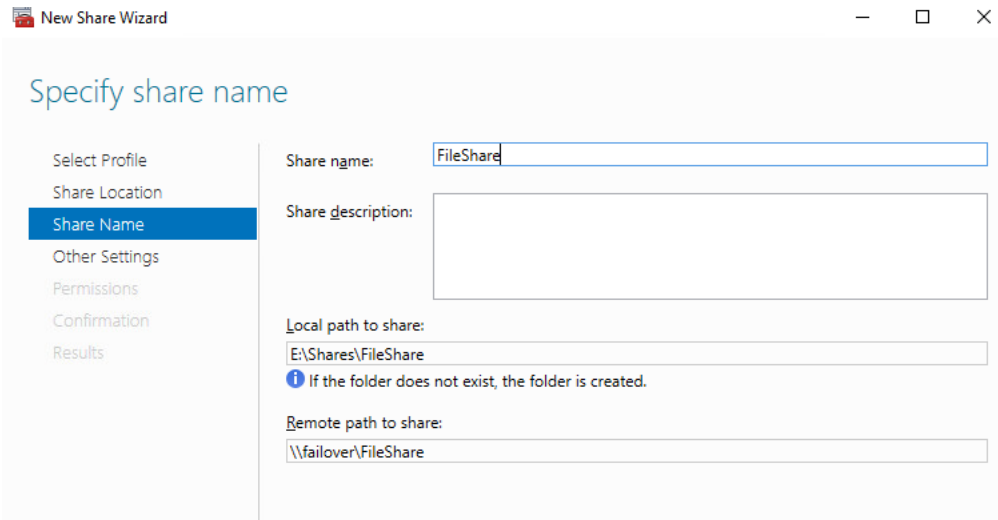 New Share Wizard
Specify share name
Select Profile
Share Location
Share Name
Other Settings
Permissions
Confirmation
Results
Share name:
FileShare
Share description:
Local path to share:
E:\Shares\FileShare
If the folder does not exist, the folder is created.
Remote path to share:
\\failover\FileShare